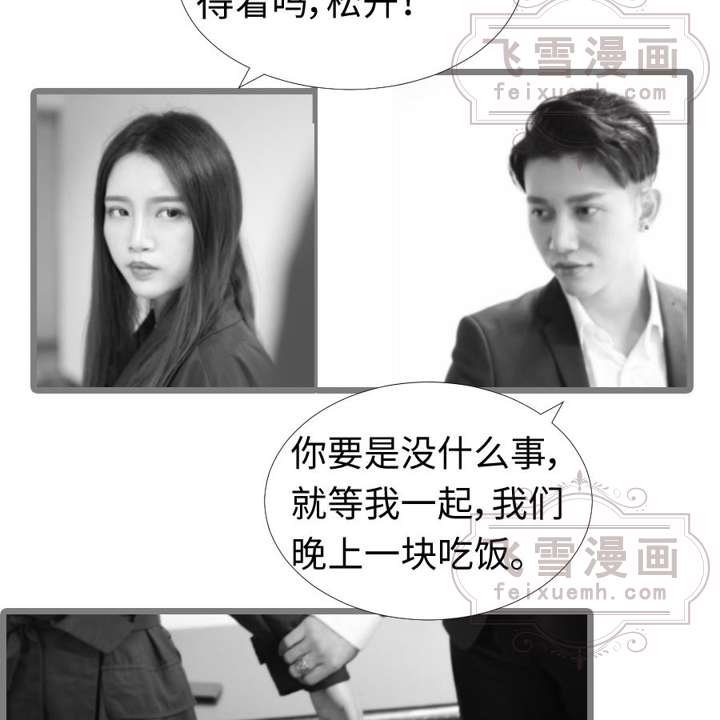 得着吗，松开！
飞雪漫画
feixuemh.com
你要是没什么事，
就等我一起，我们
晚上一块吃饭。
飞雪漫画
feixuemh.com